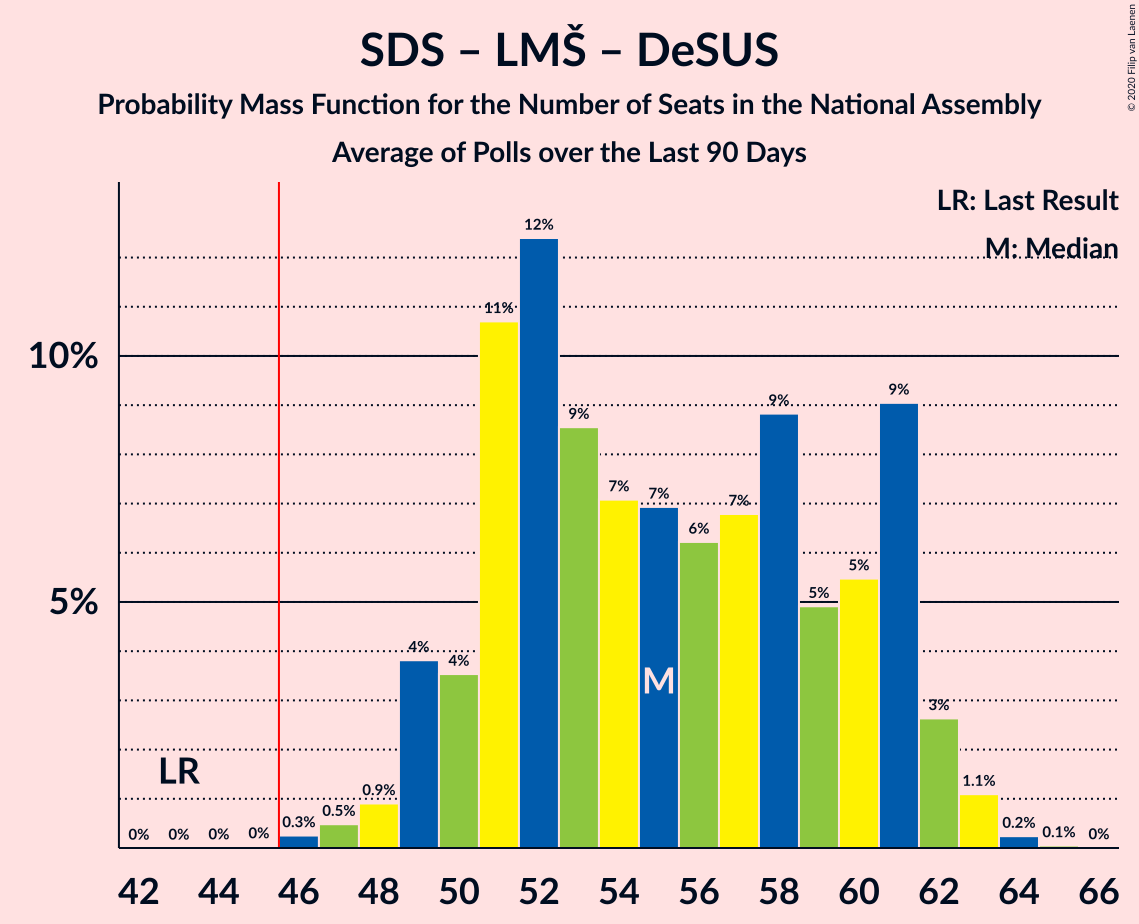 SDS – LMŠ – DeSUS
Probability Mass Function for the Number of Seats in the National Assembly
Average of Polls over the Last 90 Days
© 2020 Filip van Laenen
LR: Last Result
M: Median
10%
5%
0% 0% 0% 0% 0.3% 0.5% 0.9% 4% 4% 11% 12% 9% 7% 7% 6% 7% 9% 5% 5% 9% 3% 1.1% 0.2% 0.1% 0%
LR
M
42 44 46 48 50 52 54 56 58 60 62 64 66